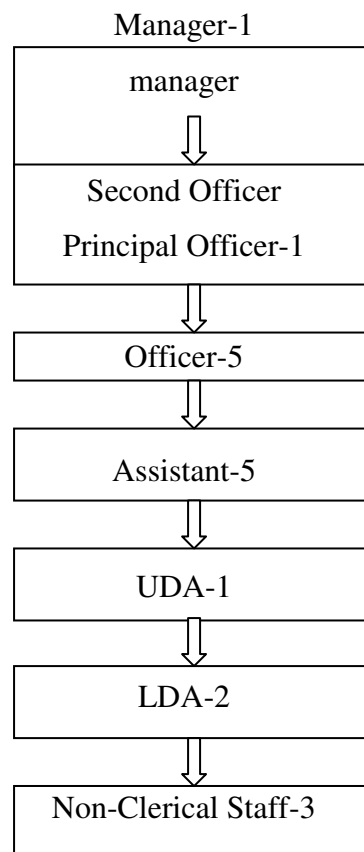 Manager-1
manager
Second Officer
Principal Officer-1
Officer-5
Assistant-5
UDA-1
LDA-2
Non-Clerical Staff-3